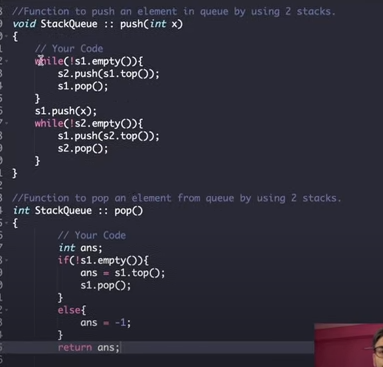 //Function to push an element in queue by using 2 stacks.
void StackQueue :: push(int x)
{
// Your Code
while(!s1.empty()){
s2.push(s1.top());
s1.pop();
}
s1.push(x);
while(!s2.empty()){
s1.push(s2.top());
s2.pop();
}
}
//Function to pop an element from queue by using 2 stacks.
int StackQueue :: pop()
{
// Your Code
int ans;
if(!s1.empty()){
ans = s1.top();
s1.pop();
}
else{
ans = -1;
}
return ans;